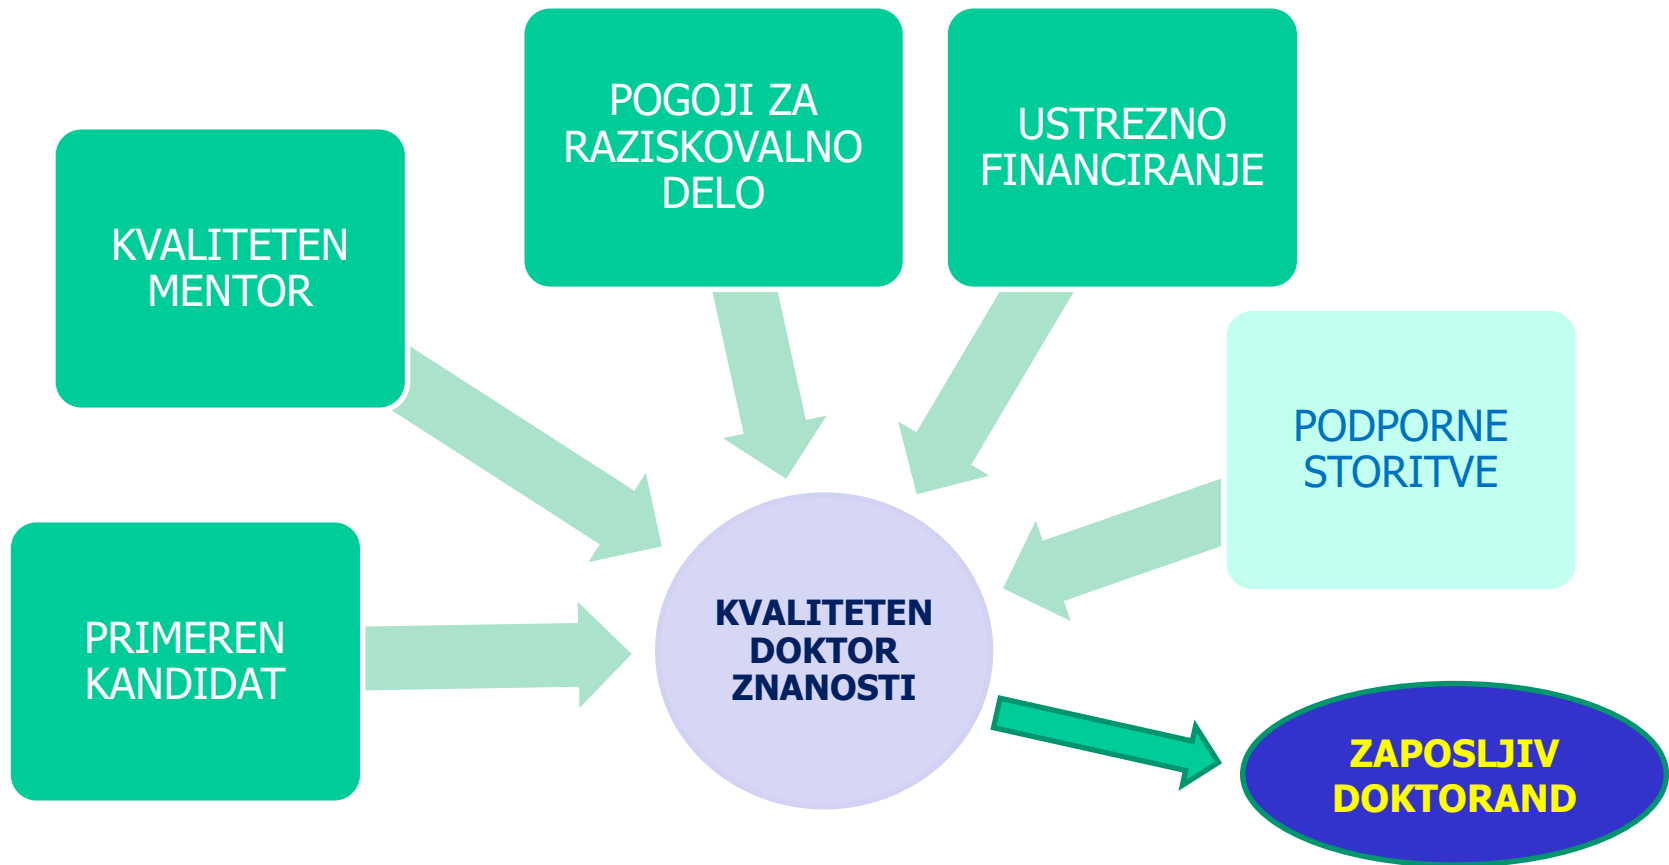 POGOJI ZA
RAZISKOVALNO
DELO
USTREZNO
FINANCIRANJE
KVALITETEN
MENTOR
PODPORNE
STORITVE
PRIMEREN
KANDIDAT
KVALITETEN
DOKTOR
ZNANOSTI
ZAPOSLJIV
DOKTORAND